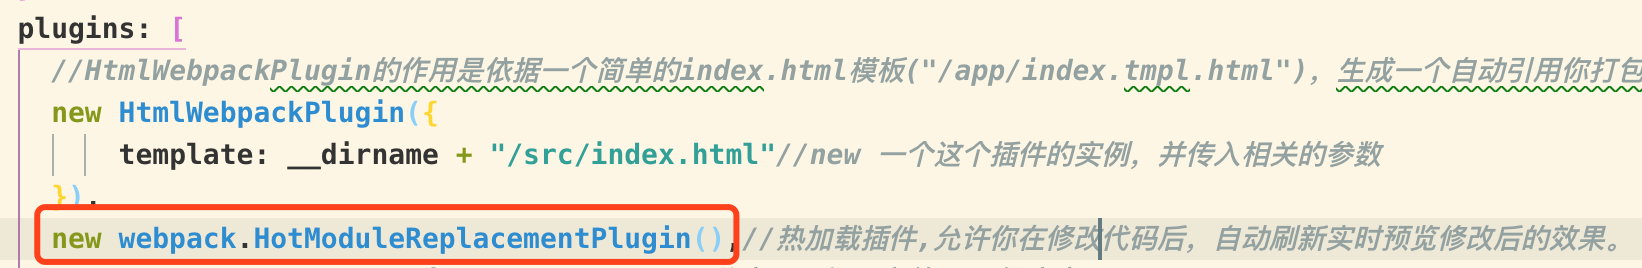 plugins: [
//HtmlWebpackPlugin的作用是依据一个简单的index.html模板("/app/index.tmpl.html")，生成一个自动引用你打包
new HtmlWebpackPlugin({
template: __dirname + "/src/index.html"//new 一个这个插件的实例，并传入相关的参数
}),
new webpack.HotModuleReplacementPlugin(),//热加载插件,允许你在修改代码后，自动刷新实时预览修改后的效果。